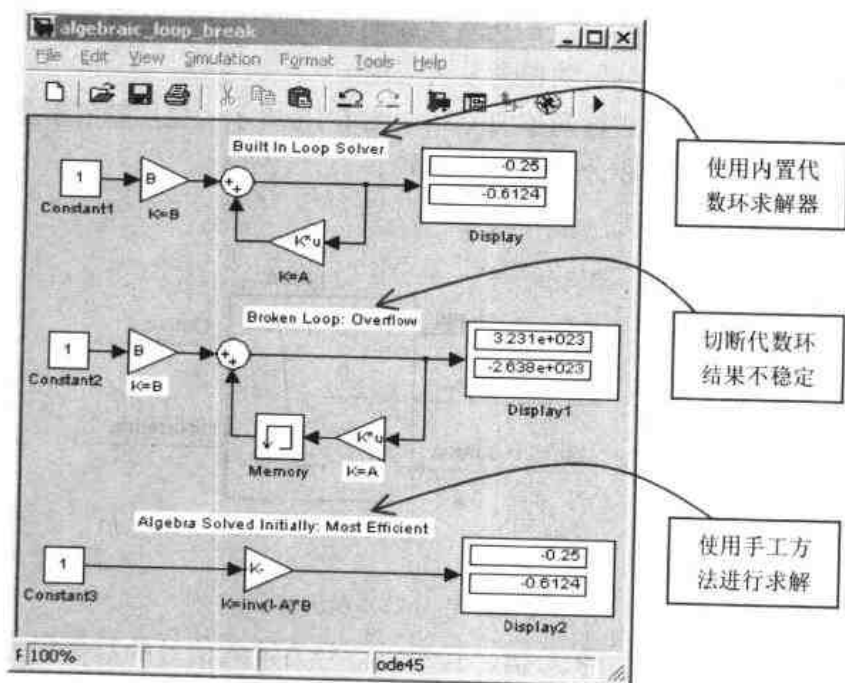 algebraic_loop_break
File Edit View Simulation Format Tools Help
Built In Loop Solver
1
Constant1
B
K=B
K*u
K=A
-0.25
-0.6124
Display
使用内置代
数环求解器
Broken Loop: Overflow
1
Constant2
B
K=B
Memory
K*u
K=A
3.231e+023
-2.638e+023
Display1
切断代数环
结果不稳定
Algebra Solved Initially: Most Efficient
1
Constant3
K-
K=inv(I-A)*B
-0.25
-0.6124
Display2
使用手工方
法进行求解
F 100%
ode45